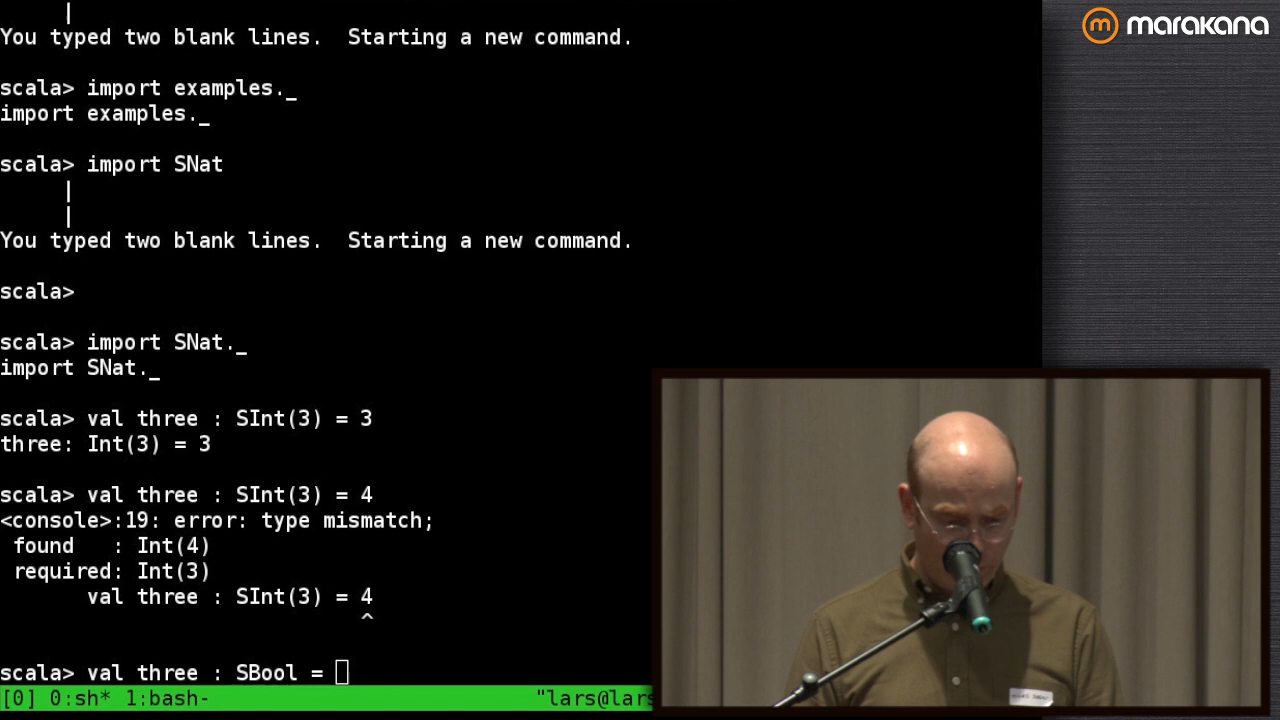 |
You typed two blank lines.  Starting a new command.
scala> import examples._
import examples._
scala> import SNat
|
|
You typed two blank lines.  Starting a new command.
scala>
scala> import SNat._
import SNat._
scala> val three : SInt(3) = 3
three: Int(3) = 3
scala> val three : SInt(3) = 4
<console>:19: error: type mismatch;
found   : Int(4)
required: Int(3)
val three : SInt(3) = 4
^
scala> val three : SBool =
[0] 0:sh* 1:bash-    "lars@lars
marakana